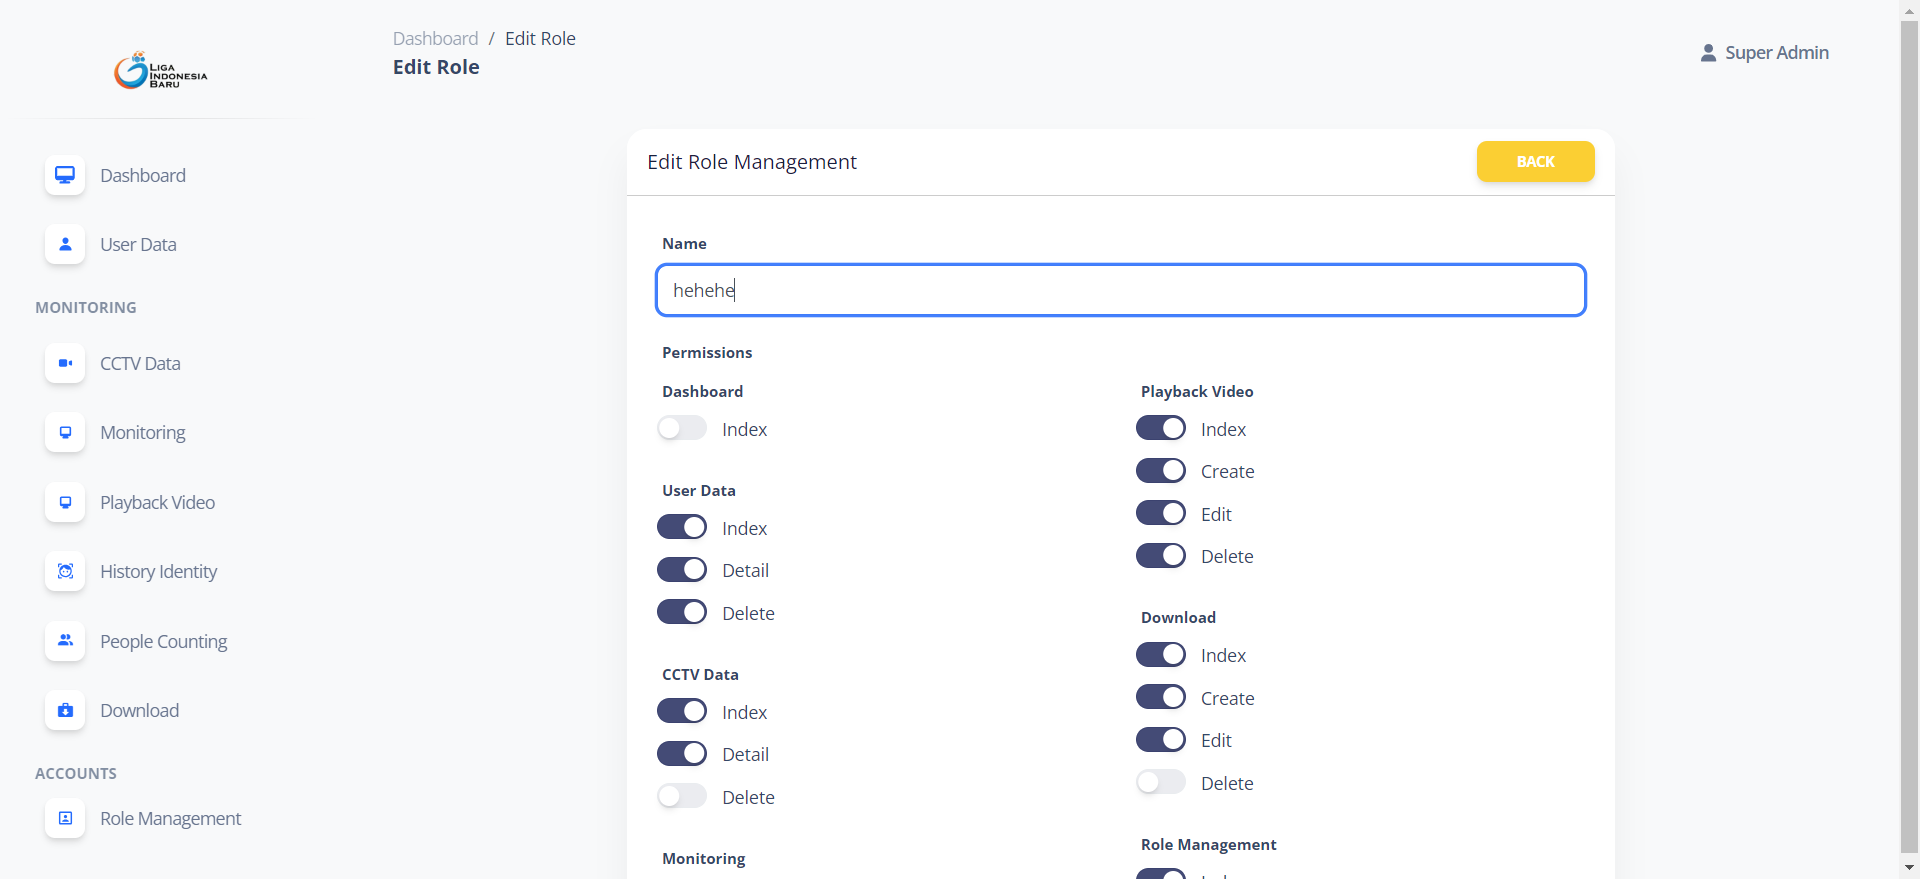 LIGA
INDONESIA
BARU
Dashboard
User Data
MONITORING
CCTV Data
Monitoring
Playback Video
History Identity
People Counting
Download
ACCOUNTS
Role Management
Dashboard / Edit Role
Edit Role
Super Admin
Edit Role Management
BACK
Name
hehehe
Permissions
Dashboard
Index
User Data
Index
Detail
Delete
CCTV Data
Index
Detail
Delete
Monitoring
Playback Video
Index
Create
Edit
Delete
Download
Index
Create
Edit
Delete
Role Management